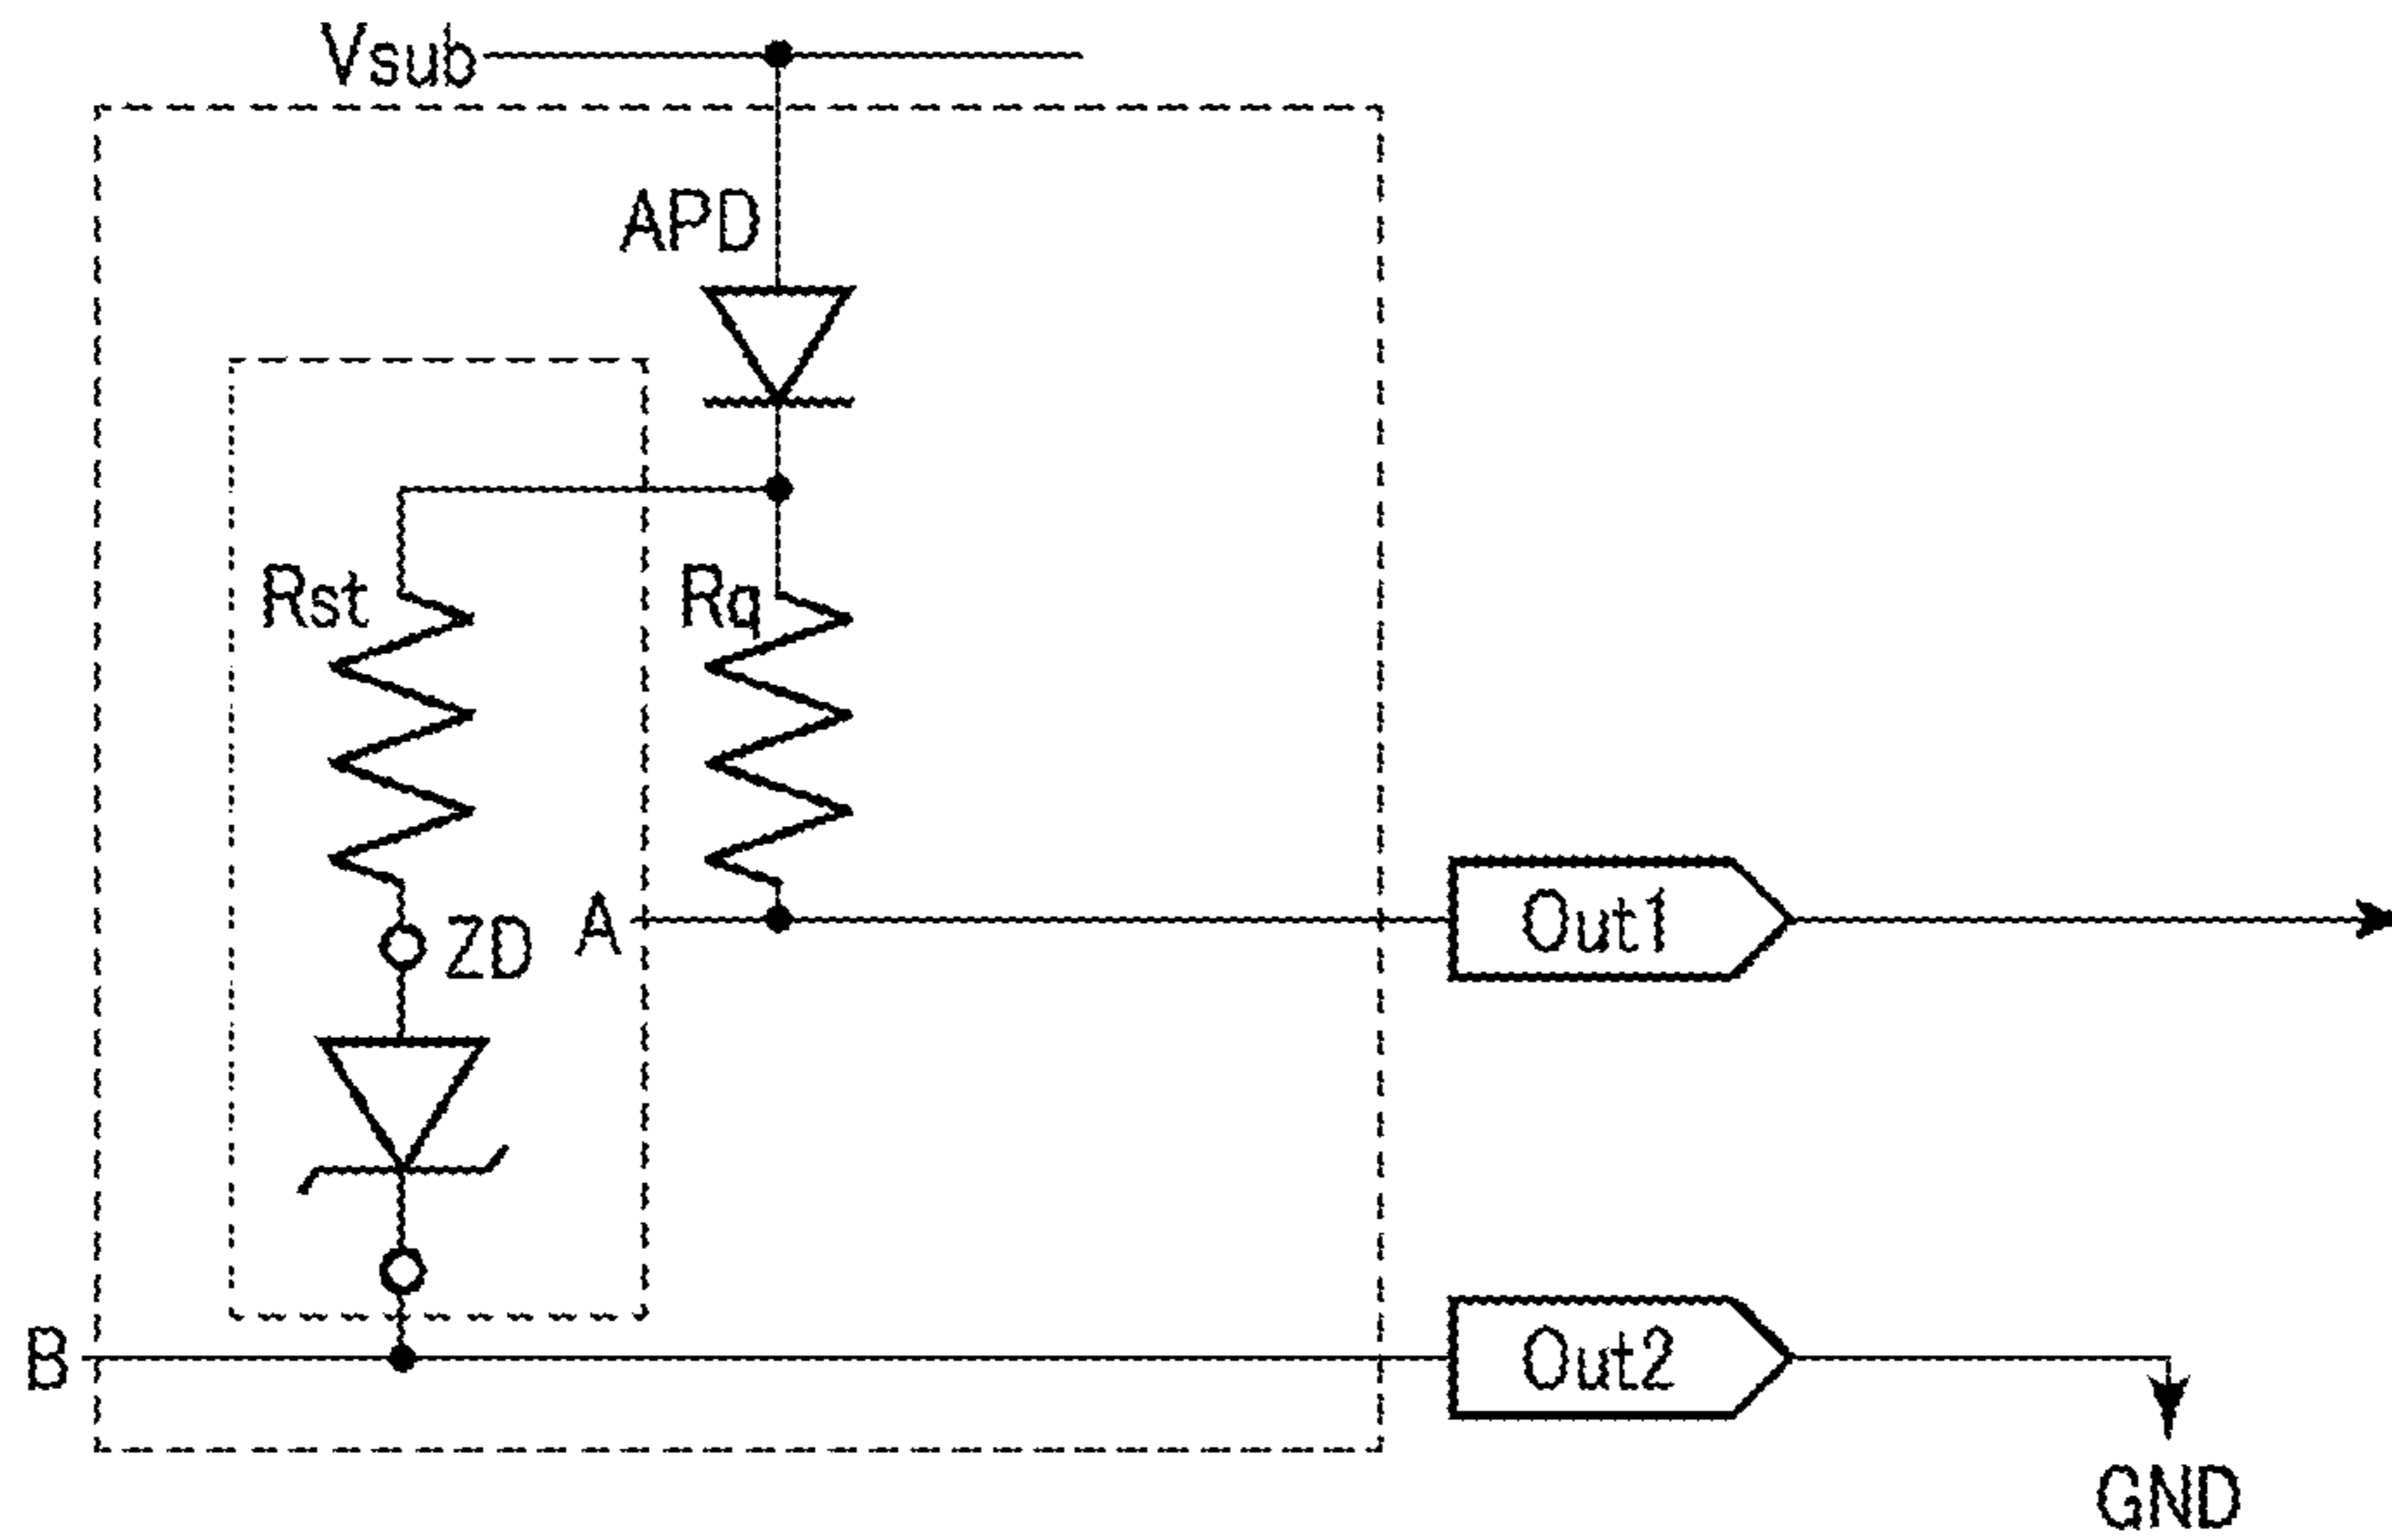 Vsub
APD
Rst
Rq
ZD
A
Out1
B
Out2
GND